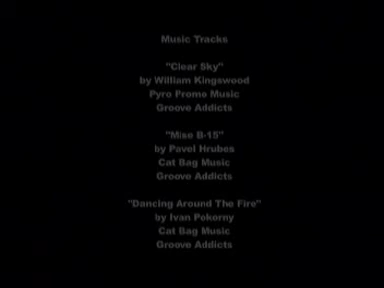 Music Tracks
"Clear Sky"
by William Kingswood
Pyro Promo Music
Groove Addicts
"Mise B-15"
by Pavel Hrubes
Cat Bag Music
Groove Addicts
"Dancing Around The Fire"
by Ivan Pokorny
Cat Bag Music
Groove Addicts